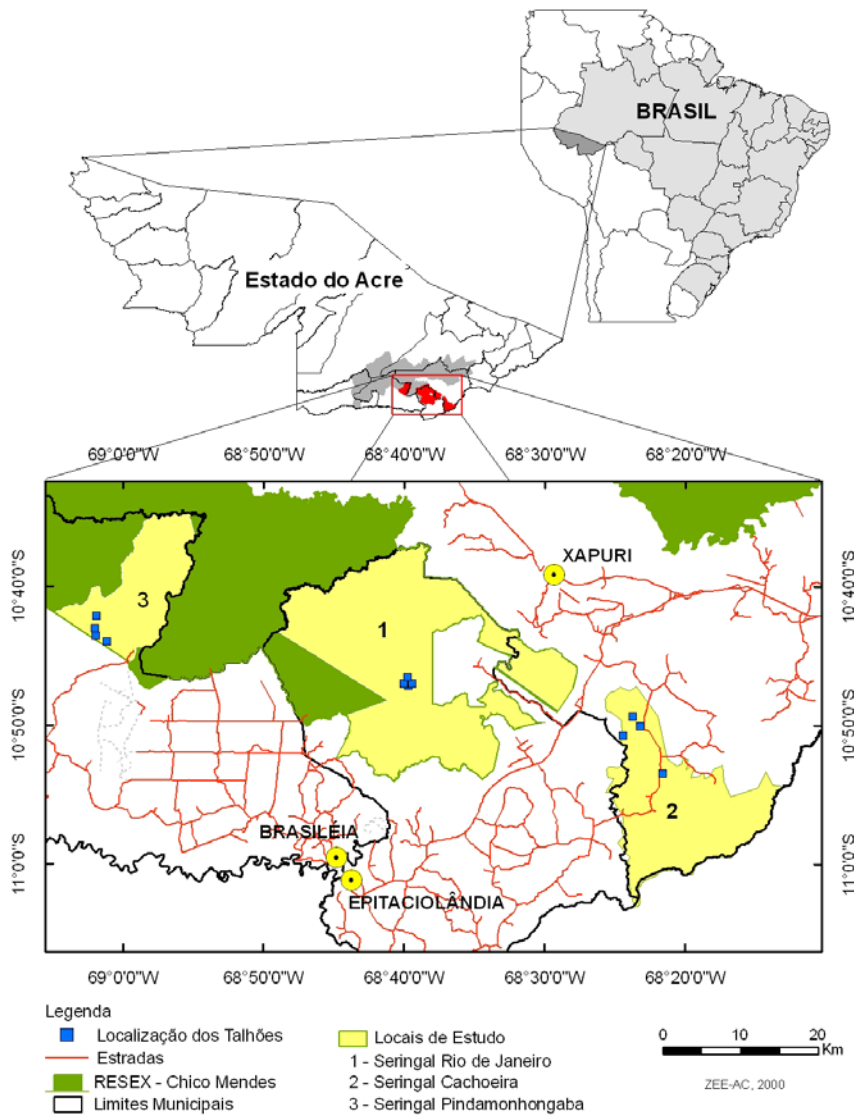 BRASIL
Estado do Acre
69°0'0"W 68°50'0"W 68°40'0"W 68°30'0"W 68°20'0"W
10°40'0"S 10°40'0"S
10°50'0"S 10°50'0"S
11°0'0"S 11°0'0"S
XAPURI
3
1
2
BRASILÉIA
EPITACIOLÂNDIA
69°0'0"W 68°50'0"W 68°40'0"W 68°30'0"W 68°20'0"W
Legenda
Localização dos Talhões
Estradas
RESEX - Chico Mendes
Limites Municipais
Locais de Estudo
1 - Seringal Rio de Janeiro
2 - Seringal Cachoeira
3 - Seringal Pindamonhongaba
0 10 20
Km
ZEE-AC, 2000